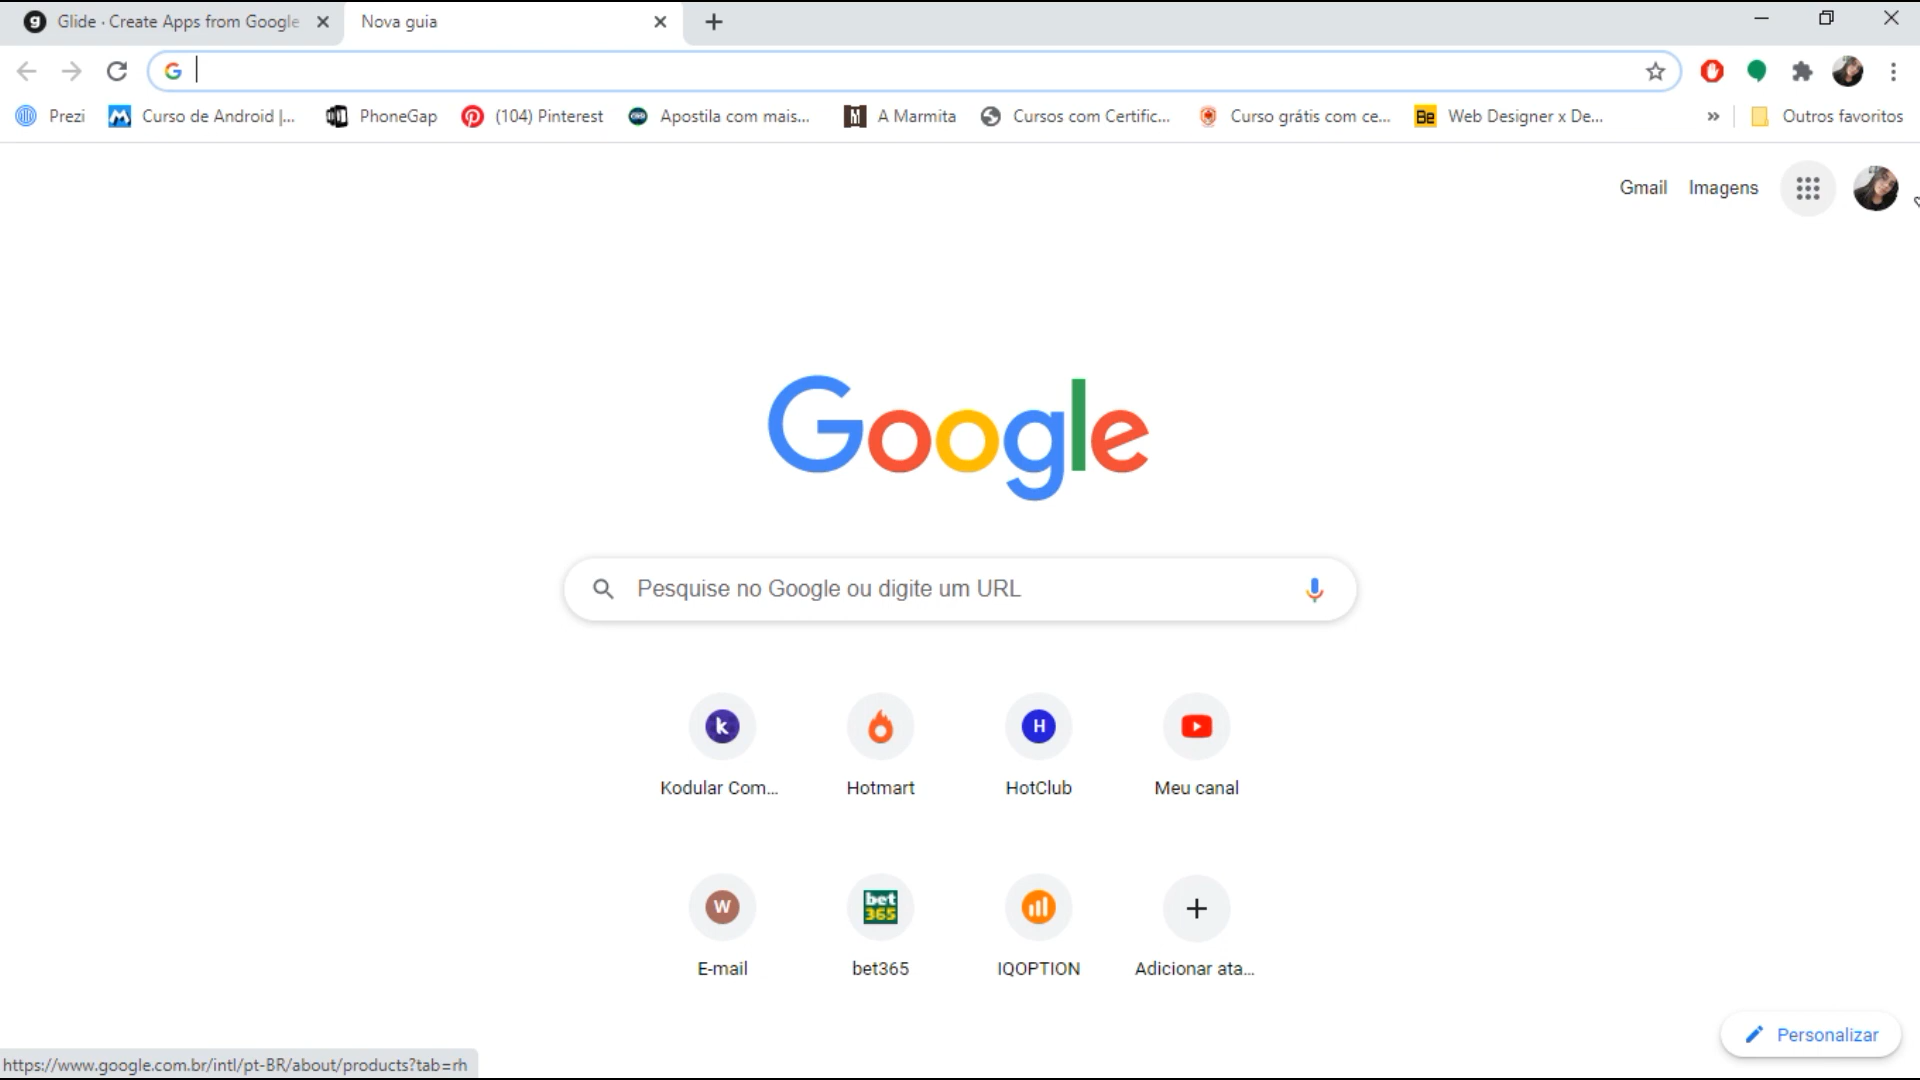 Glide · Create Apps from Google
Nova guia
Prezi
Curso de Android |...
PhoneGap
(104) Pinterest
Apostila com mais...
A Marmita
Cursos com Certific...
Curso grátis com ce...
Be
Web Designer x De...
Outros favoritos
Gmail
Imagens
Google
Pesquise no Google ou digite um URL
k
H
Kodular Com...
Hotmart
HotClub
Meu canal
W
bet
365
E-mail
bet365
IQOPTION
Adicionar ata...
Personalizar
https://www.google.com.br/intl/pt-BR/about/products?tab=rh